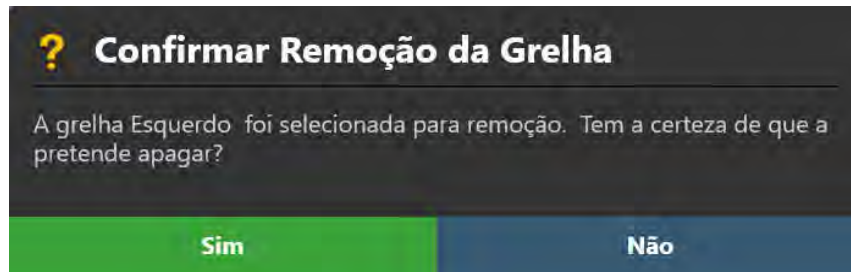 ? Confirmar Remoção da Grelha
A grelha Esquerdo  foi selecionada para remoção.  Tem a certeza de que a
pretende apagar?
Sim Não